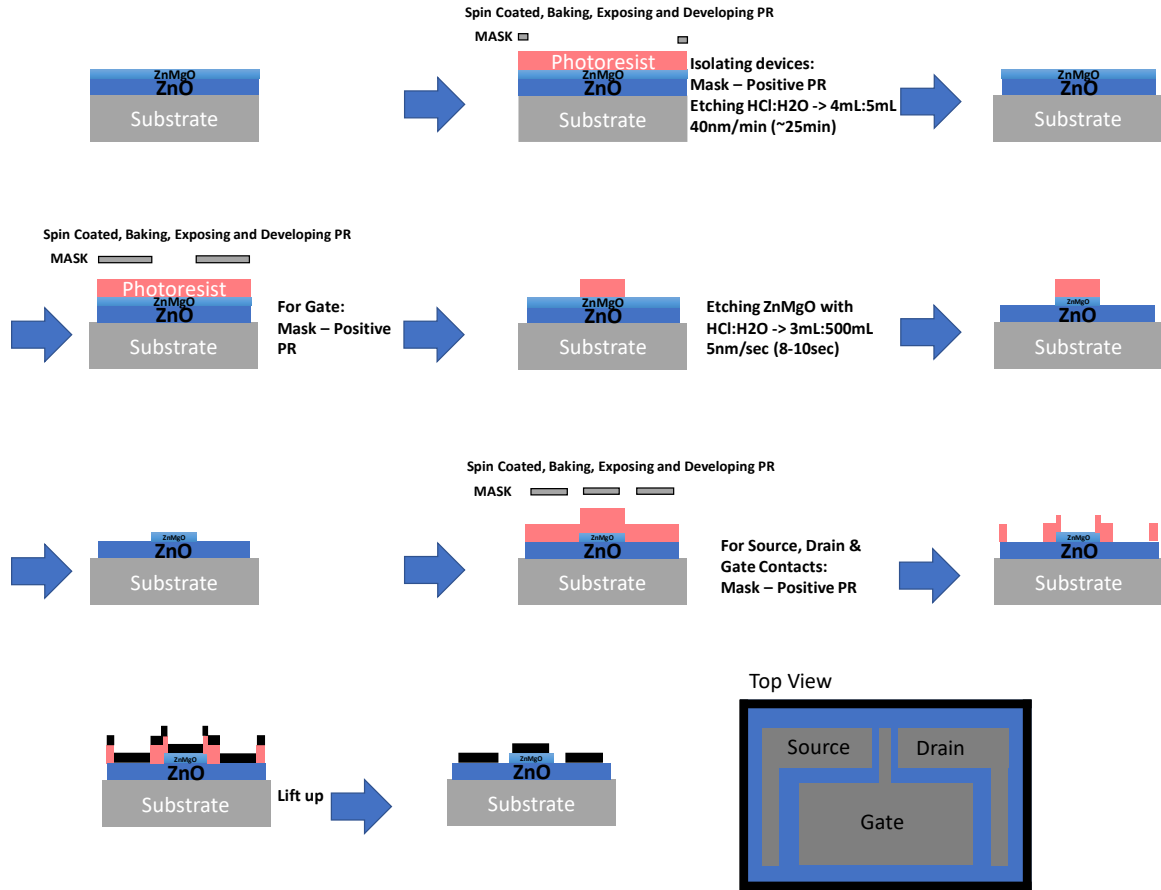 ZnMgO
ZnO
Substrate
Spin Coated, Baking, Exposing and Developing PR
MASK
Photoresist
ZnMgO
ZnO
Substrate
Isolating devices:
Mask – Positive PR
Etching HCl:H2O -> 4mL:5mL
40nm/min (~25min)
ZnMgO
ZnO
Substrate
Spin Coated, Baking, Exposing and Developing PR
MASK
Photoresist
ZnMgO
ZnO
Substrate
For Gate:
Mask – Positive
PR
ZnMgO
ZnO
Substrate
Etching ZnMgO with
HCl:H2O -> 3mL:500mL
5nm/sec (8-10sec)
ZnMgO
ZnO
Substrate
ZnMgO
ZnO
Substrate
Spin Coated, Baking, Exposing and Developing PR
MASK
ZnMgO
ZnO
Substrate
For Source, Drain &
Gate Contacts:
Mask – Positive PR
ZnMgO
ZnO
Substrate
ZnMgO
ZnO
Substrate
Lift up
ZnMgO
ZnO
Substrate
Top View
Source
Drain
Gate